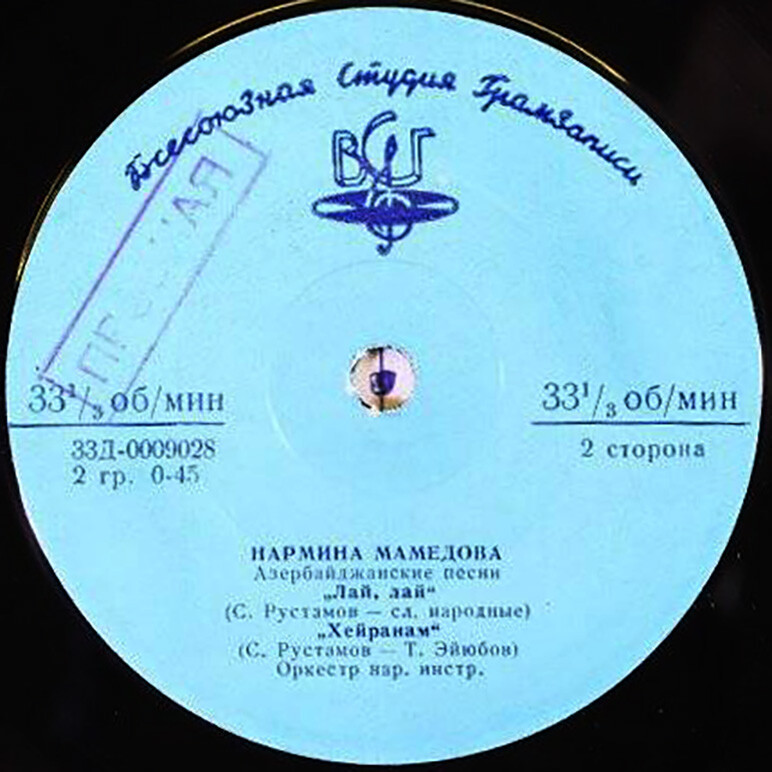 Всесоюзная Студия Грамзаписи
ВСГ
33¹/₃ об/мин
33Д-0009028
2 гр. 0-45
33¹/₃ об/мин
2 сторона
НАРМИНА МАМЕДОВА
Азербайджанские песни
„Лай, лай“
(С. Рустамов — сл. народные)
„Хейранам“
(С. Рустамов — Т. Эйюбов)
Оркестр нар. инстр.